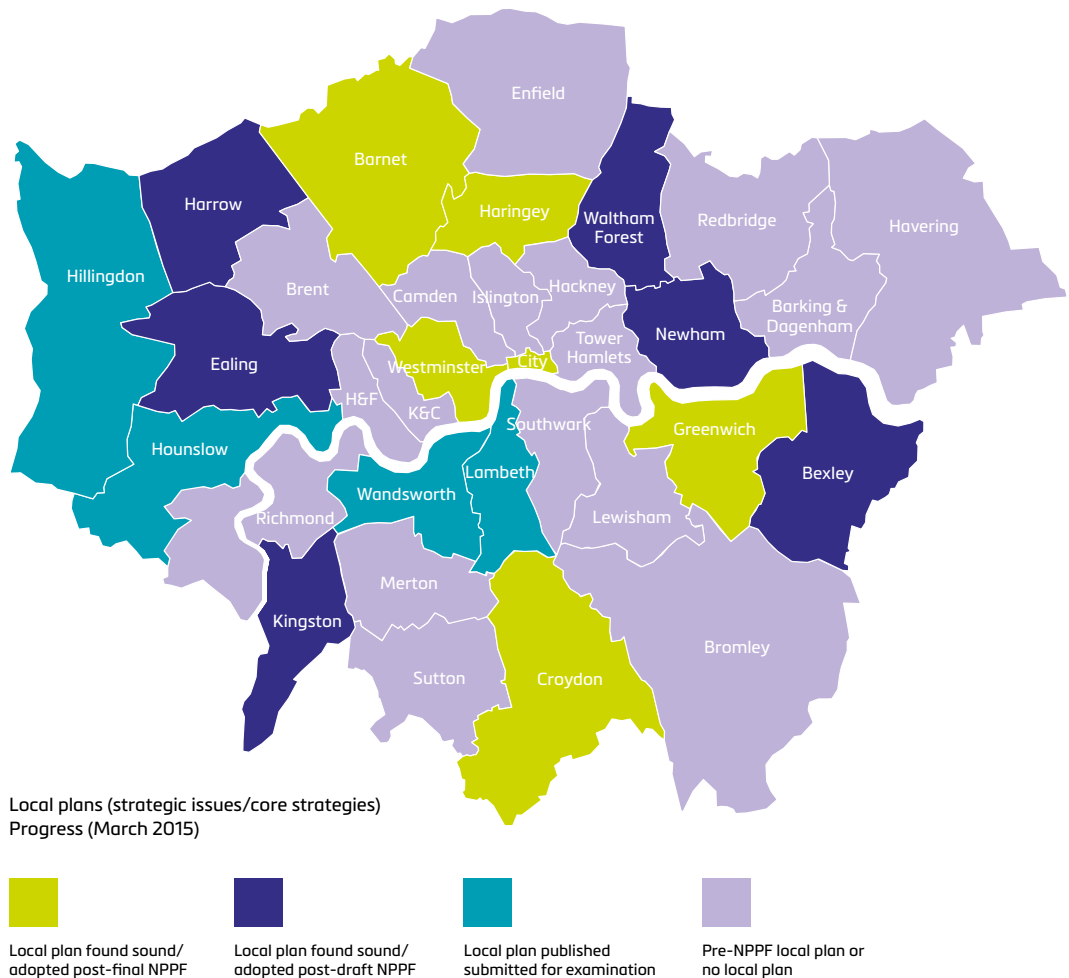 Enfield
Barnet
Haringey
Harrow
Waltham
Forest
Redbridge
Havering
Hillingdon
Brent
Camden
Islington
Hackney
Barking &
Dagenham
Ealing
Westminster
City
Tower
Hamlets
Newham
H&F
K&C
Southwark
Greenwich
Hounslow
Wandsworth
Lambeth
Bexley
Richmond
Lewisham
Merton
Kingston
Sutton
Croydon
Bromley
Local plans (strategic issues/core strategies)
Progress (March 2015)
Local plan found sound/
adopted post-final NPPF
Local plan found sound/
adopted post-draft NPPF
Local plan published
submitted for examination
Pre-NPPF local plan or
no local plan